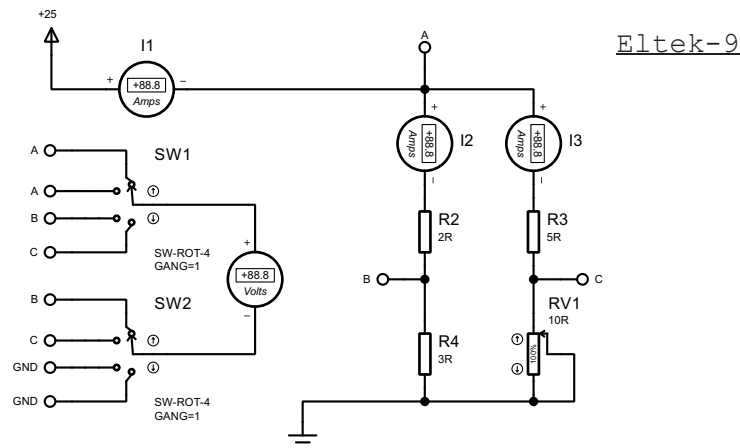 Eltek-9
+25
A
I1
+ +88.8 −
Amps
+ +
+88.8 Amps I2
+88.8 Amps I3
− −
A
SW1
A
B
C
SW-ROT-4
GANG=1
+
+88.8
Volts
−
R2
2R
R3
5R
B
C
B
SW2
C
GND
GND
SW-ROT-4
GANG=1
RV1
10R
100%
R4
3R